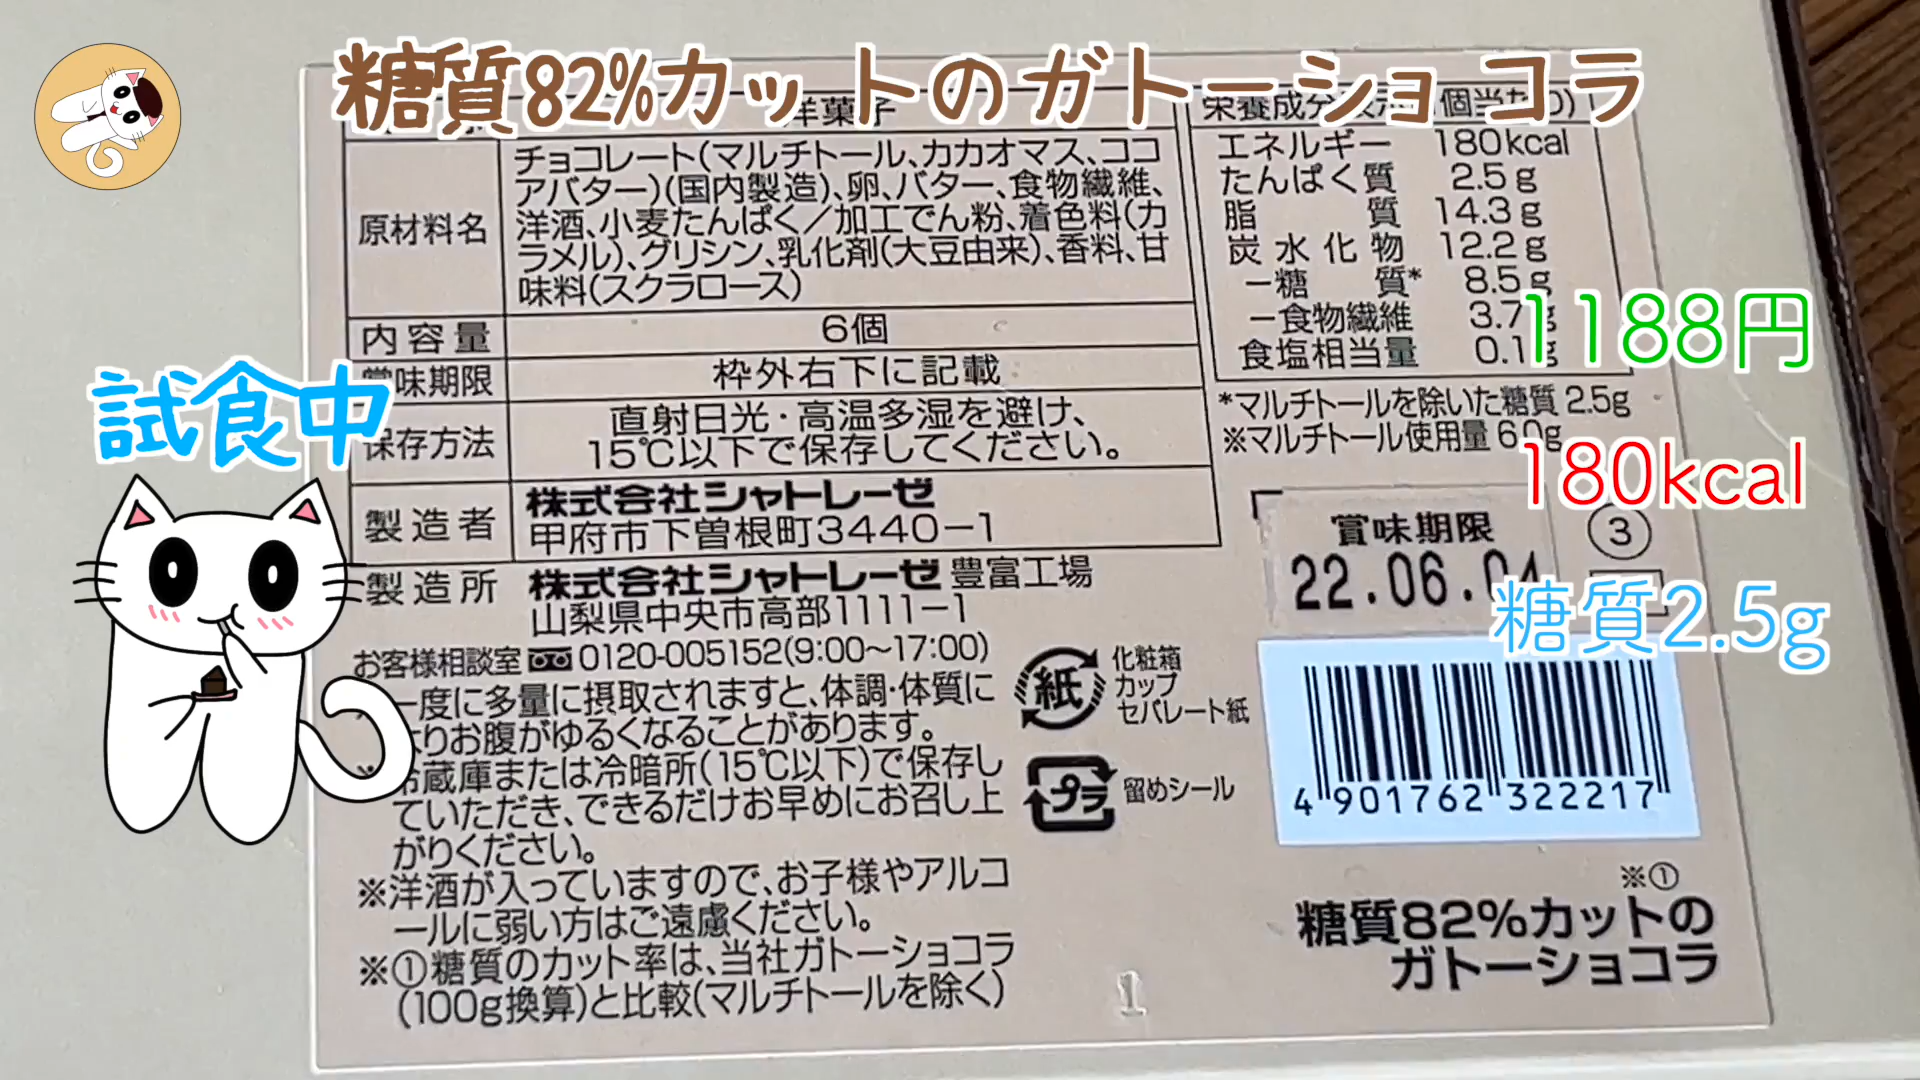 糖質82%カットのガトーショコラ
洋菓子
原材料名
チョコレート(マルチトール、カカオマス、ココ
アバター)(国内製造)、卵、バター、食物繊維、
洋酒、小麦たんぱく/加工でん粉、着色料(カ
ラメル)、グリシン、乳化剤(大豆由来)、香料、甘
味料(スクラロース)
内容量 6個
賞味期限 枠外右下に記載
保存方法 直射日光・高温多湿を避け、
15℃以下で保存してください。
製造者 株式会社シャトレーゼ
甲府市下曽根町3440-1
製造所 株式会社シャトレーゼ 豊富工場
山梨県中央市高部1111-1
お客様相談室 0120-005152(9:00~17:00)
一度に多量に摂取されますと、体調・体質に
よりお腹がゆるくなることがあります。
※冷蔵庫または冷暗所(15℃以下)で保存し
ていただき、できるだけお早めにお召し上
がりください。
※洋酒が入っていますので、お子様やアルコ
ールに弱い方はご遠慮ください。
※①糖質のカット率は、当社ガトーショコラ
(100g換算)と比較(マルチトールを除く)
栄養成分表示 個当たり)
エネルギー 180kcal
たんぱく質 2.5g
脂質 14.3g
炭水化物 12.2g
-糖質* 8.5g
-食物繊維 3.7g
食塩相当量 0.1g
*マルチトールを除いた糖質 2.5g
※マルチトール使用量 6.0g
1188円
180kcal
糖質2.5g
賞味期限
22.06.04
③
紙
化粧箱
カップ
セパレート紙
プラ
留めシール
4 901762 322217
※①
糖質82%カットの
ガトーショコラ
1
試食中